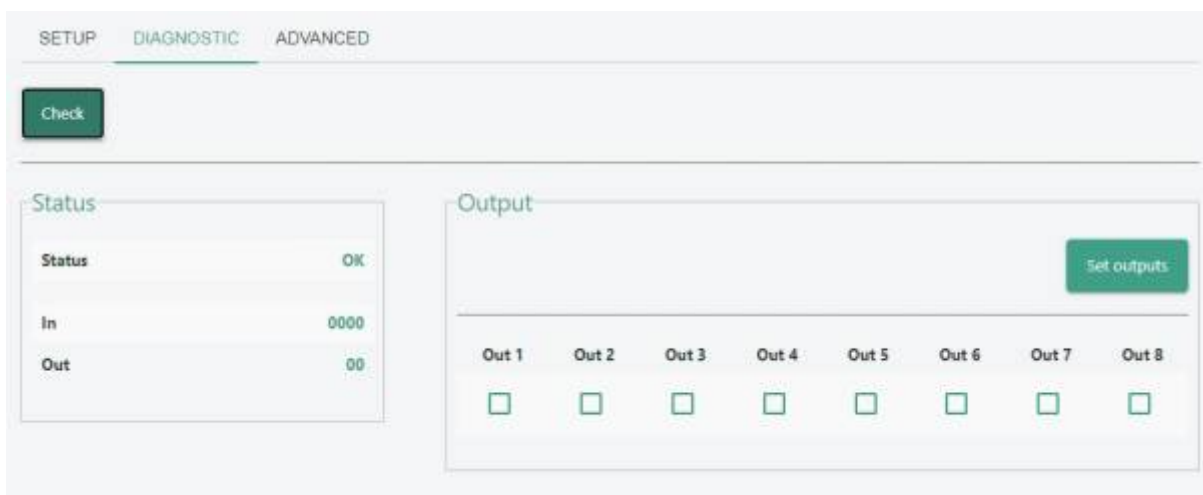 SETUP DIAGNOSTIC ADVANCED
Check
Status
Status OK
In 0000
Out 00
Output
Set outputs
Out 1 Out 2 Out 3 Out 4 Out 5 Out 6 Out 7 Out 8